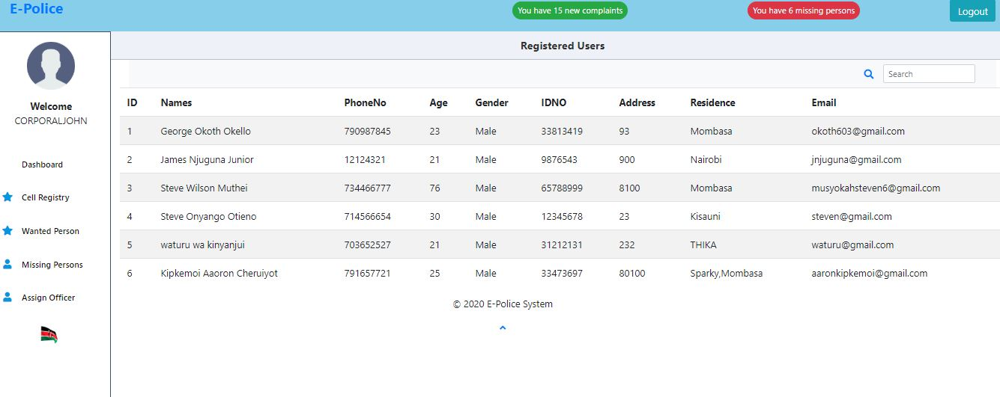 E-Police
You have 15 new complaints
You have 6 missing persons
Logout
Welcome
CORPORALJOHN
Dashboard
Cell Registry
Wanted Person
Missing Persons
Assign Officer
Registered Users
Search
ID Names PhoneNo Age Gender IDNO Address Residence Email
1 George Okoth Okello 790987845 23 Male 33813419 93 Mombasa okoth603@gmail.com
2 James Njuguna Junior 12124321 21 Male 9876543 900 Nairobi jnjuguna@gmail.com
3 Steve Wilson Muthei 734466777 76 Male 65788999 8100 Mombasa musyokahsteven6@gmail.com
4 Steve Onyango Otieno 714566654 30 Male 12345678 23 Kisauni steven@gmail.com
5 waturu wa kinyanjui 703652527 21 Male 31212131 232 THIKA waturu@gmail.com
6 Kipkemoi Aaoron Cheruiyot 791657721 25 Male 33473697 80100 Sparky,Mombasa aaronkipkemoi@gmail.com
© 2020 E-Police System